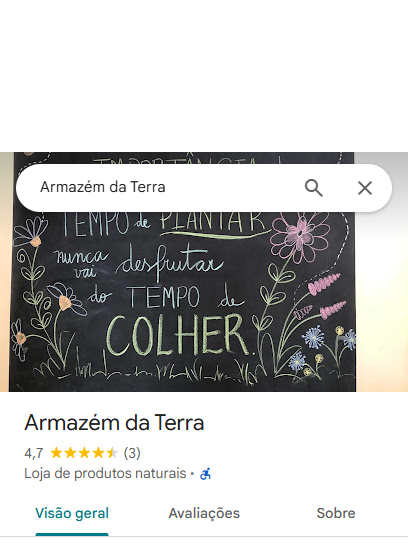 IMPORTÂNCIA
Armazém da Terra
TEMPO de PLANTAR
nunca
vai desfrutar
do TEMPO de
COLHER.
Armazém da Terra
4,7 (3)
Loja de produtos naturais ·
Visão geral Avaliações Sobre